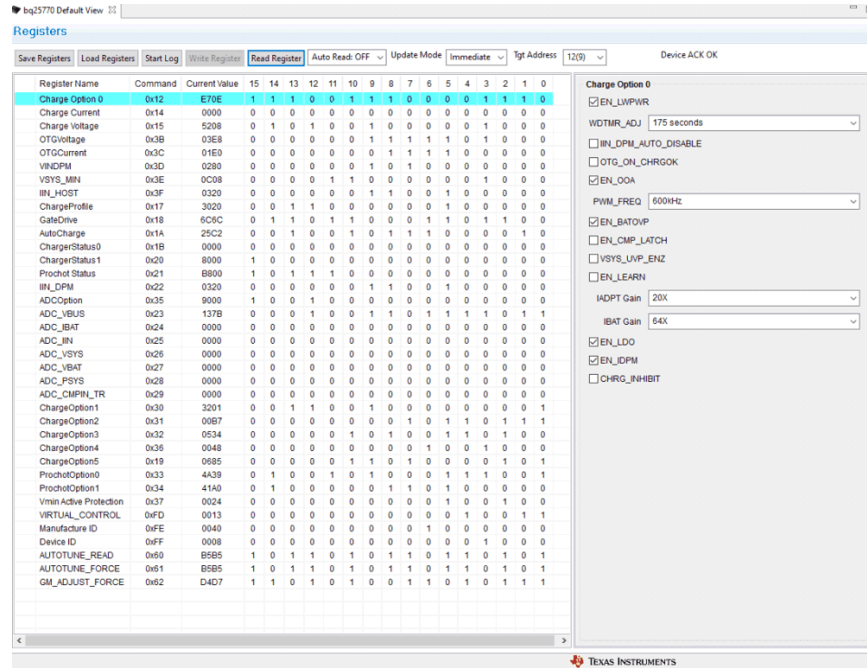 bq25770 Default View
Registers
Save Registers Load Registers Start Log Write Register Read Register Auto Read: OFF Update Mode Immediate Tgt Address 12(9) Device ACK OK
Register Name Command Current Value 15 14 13 12 11 10 9 8 7 6 5 4 3 2 1 0
Charge Option 0 0x12 E70E 1 1 1 0 0 1 1 1 0 0 0 0 1 1 1 0
Charge Current 0x14 0000 0 0 0 0 0 0 0 0 0 0 0 0 0 0 0 0
Charge Voltage 0x15 5208 0 1 0 1 0 0 1 0 0 0 0 0 1 0 0 0
OTGVoltage 0x3B 03E8 0 0 0 0 0 0 1 1 1 1 1 0 1 0 0 0
OTGCurrent 0x3C 01E0 0 0 0 0 0 0 0 1 1 1 1 0 0 0 0 0
VINDPM 0x3D 0280 0 0 0 0 0 0 1 0 1 0 0 0 0 0 0 0
VSYS_MIN 0x3E 0C08 0 0 0 0 1 1 0 0 0 0 0 0 1 0 0 0
IIN_HOST 0x3F 0320 0 0 0 0 0 0 1 1 0 0 1 0 0 0 0 0
ChargeProfile 0x17 3020 0 0 1 1 0 0 0 0 0 0 1 0 0 0 0 0
GateDrive 0x18 6C6C 0 1 1 0 1 1 0 0 0 1 1 0 1 1 0 0
AutoCharge 0x1A 25C2 0 0 1 0 0 1 0 1 1 1 0 0 0 0 1 0
ChargerStatus0 0x1B 0000 0 0 0 0 0 0 0 0 0 0 0 0 0 0 0 0
ChargerStatus1 0x20 8000 1 0 0 0 0 0 0 0 0 0 0 0 0 0 0 0
Prochot Status 0x21 B800 1 0 1 1 1 0 0 0 0 0 0 0 0 0 0 0
IIN_DPM 0x22 0320 0 0 0 0 0 0 1 1 0 0 1 0 0 0 0 0
ADCOption 0x35 9000 1 0 0 1 0 0 0 0 0 0 0 0 0 0 0 0
ADC_VBUS 0x23 137B 0 0 0 1 0 0 1 1 0 1 1 1 1 0 1 1
ADC_IBAT 0x24 0000 0 0 0 0 0 0 0 0 0 0 0 0 0 0 0 0
ADC_IIN 0x25 0000 0 0 0 0 0 0 0 0 0 0 0 0 0 0 0 0
ADC_VSYS 0x26 0000 0 0 0 0 0 0 0 0 0 0 0 0 0 0 0 0
ADC_VBAT 0x27 0000 0 0 0 0 0 0 0 0 0 0 0 0 0 0 0 0
ADC_PSYS 0x28 0000 0 0 0 0 0 0 0 0 0 0 0 0 0 0 0 0
ADC_CMPIN_TR 0x29 0000 0 0 0 0 0 0 0 0 0 0 0 0 0 0 0 0
ChargeOption1 0x30 3201 0 0 1 1 0 0 1 0 0 0 0 0 0 0 0 1
ChargeOption2 0x31 00B7 0 0 0 0 0 0 0 0 1 0 1 1 0 1 1 1
ChargeOption3 0x32 0534 0 0 0 0 0 1 0 1 0 0 1 1 0 1 0 0
ChargeOption4 0x36 0048 0 0 0 0 0 0 0 0 0 1 0 0 1 0 0 0
ChargeOption5 0x19 0685 0 0 0 0 0 1 1 0 1 0 0 0 0 1 0 1
ProchotOption0 0x33 4A39 0 1 0 0 1 0 1 0 0 0 1 1 1 0 0 1
ProchotOption1 0x34 41A0 0 1 0 0 0 0 0 1 1 0 1 0 0 0 0 0
Vmin Active Protection 0x37 0024 0 0 0 0 0 0 0 0 0 0 1 0 0 1 0 0
VIRTUAL_CONTROL 0xFD 0013 0 0 0 0 0 0 0 0 0 0 0 1 0 0 1 1
Manufacture ID 0xFE 0040 0 0 0 0 0 0 0 0 0 1 0 0 0 0 0 0
Device ID 0xFF 0008 0 0 0 0 0 0 0 0 0 0 0 0 1 0 0 0
AUTOTUNE_READ 0x60 B5B5 1 0 1 1 0 1 0 1 1 0 1 1 0 1 0 1
AUTOTUNE_FORCE 0x61 B5B5 1 0 1 1 0 1 0 1 1 0 1 1 0 1 0 1
GM_ADJUST_FORCE 0x62 D4D7 1 1 0 1 0 1 0 0 1 1 0 1 0 1 1 1
Charge Option 0
EN_LWPWR
WDTMR_ADJ 175 seconds
IIN_DPM_AUTO_DISABLE
OTG_ON_CHRGOK
EN_OOA
PWM_FREQ 600kHz
EN_BATOVP
EN_CMP_LATCH
VSYS_UVP_ENZ
EN_LEARN
IADPT Gain 20X
IBAT Gain 64X
EN_LDO
EN_IDPM
CHRG_INHIBIT
TEXAS INSTRUMENTS